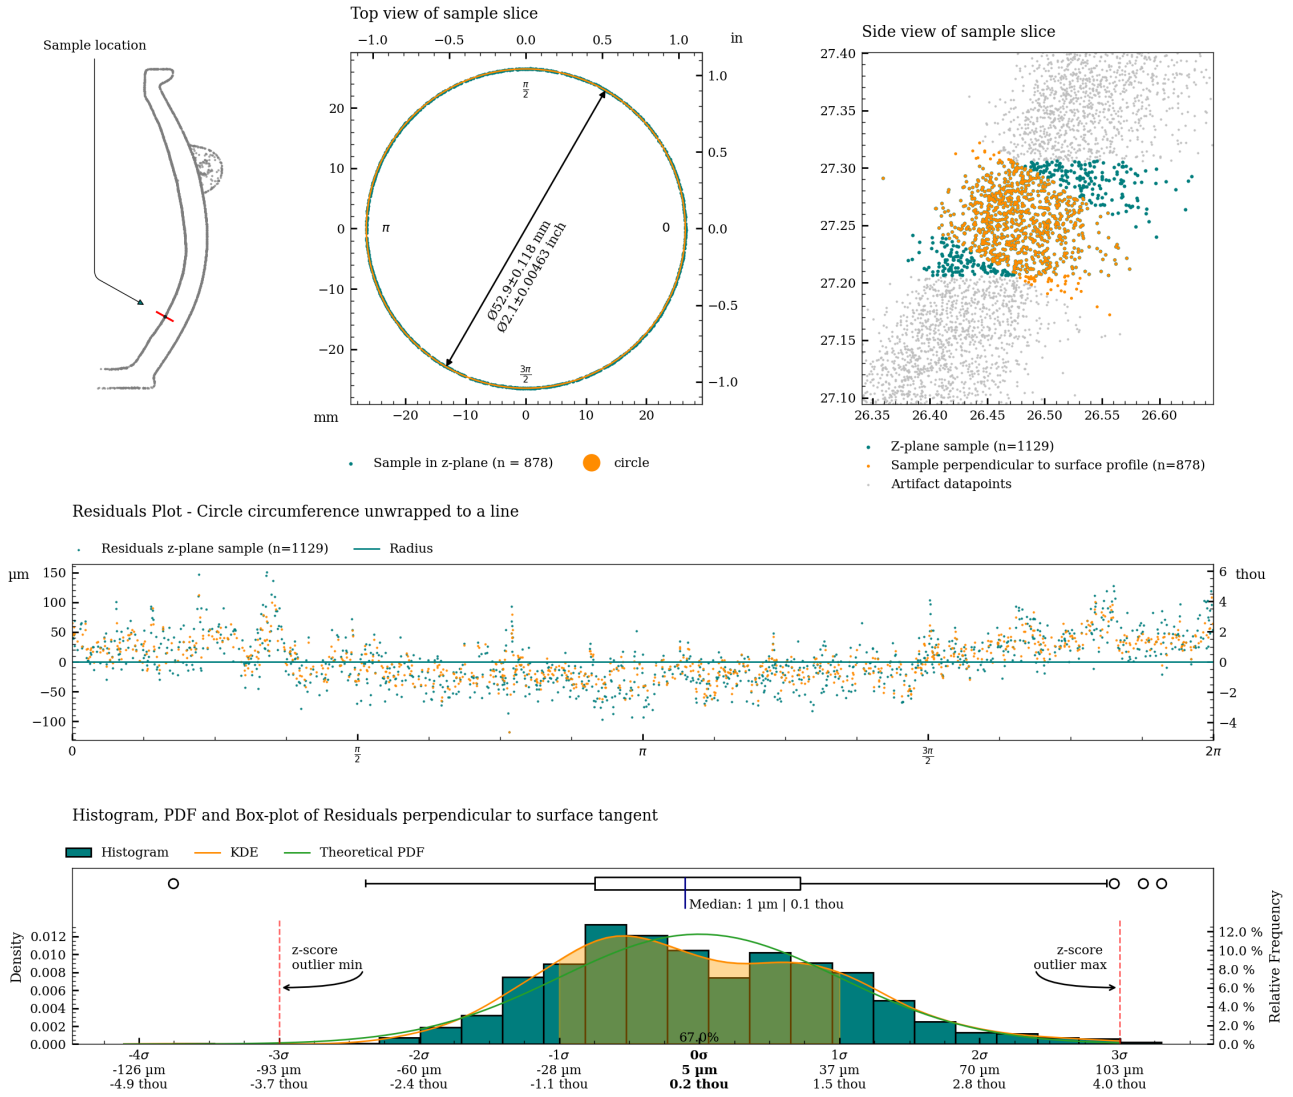 Sample location
Top view of sample slice
−1.0 −0.5 0.0 0.5 1.0 in
20
10
0
−10
−20
1.0
0.5
0.0
−0.5
−1.0
π/2
π
0
3π/2
Ø52.9±0.118 mm
Ø2.1±0.00463 inch
mm −20 −10 0 10 20
Sample in z-plane (n = 878) circle
Side view of sample slice
27.40
27.35
27.30
27.25
27.20
27.15
27.10
26.35 26.40 26.45 26.50 26.55 26.60
Z-plane sample (n=1129)
Sample perpendicular to surface profile (n=878)
Artifact datapoints
Residuals Plot - Circle circumference unwrapped to a line
Residuals z-plane sample (n=1129) Radius
µm
150
100
50
0
−50
−100
thou
6
4
2
0
−2
−4
0 π/2 π 3π/2 2π
Histogram, PDF and Box-plot of Residuals perpendicular to surface tangent
Histogram KDE Theoretical PDF
Median: 1 µm | 0.1 thou
Density
0.012
0.010
0.008
0.006
0.004
0.002
0.000
z-score
outlier min
z-score
outlier max
67.0%
12.0 %
10.0 %
8.0 %
6.0 %
4.0 %
2.0 %
0.0 %
Relative Frequency
-4σ -3σ -2σ -1σ 0σ 1σ 2σ 3σ
-126 µm -93 µm -60 µm -28 µm 5 µm 37 µm 70 µm 103 µm
-4.9 thou -3.7 thou -2.4 thou -1.1 thou 0.2 thou 1.5 thou 2.8 thou 4.0 thou